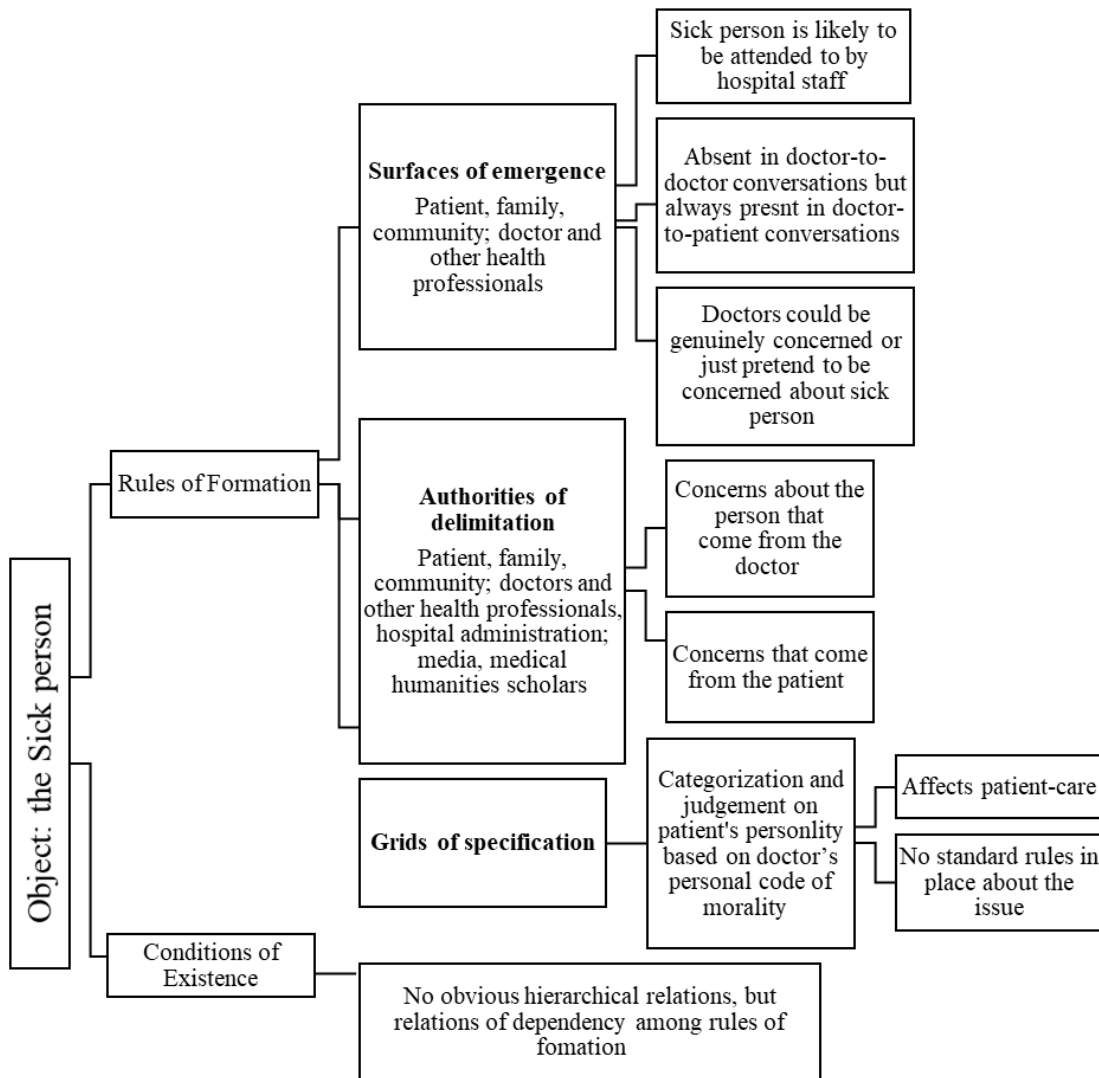 Object: the Sick person
Rules of Formation
Surfaces of emergence
Patient, family,
community; doctor and
other health
professionals
Sick person is likely to
be attended to by
hospital staff
Absent in doctor-to-
doctor conversations but
always presnt in doctor-
to-patient conversations
Doctors could be
genuinely concerned or
just pretend to be
concerned about sick
person
Authorities of
delimitation
Patient, family,
community; doctors and
other health professionals,
hospital administration;
media, medical
humanities scholars
Concerns about the
person that
come from the
doctor
Concerns that come
from the patient
Grids of specification
Categorization and
judgement on
patient's personlity
based on doctor’s
personal code of
morality
Affects patient-care
No standard rules in
place about the
issue
Conditions of
Existence
No obvious hierarchical relations, but
relations of dependency among rules of
fomation